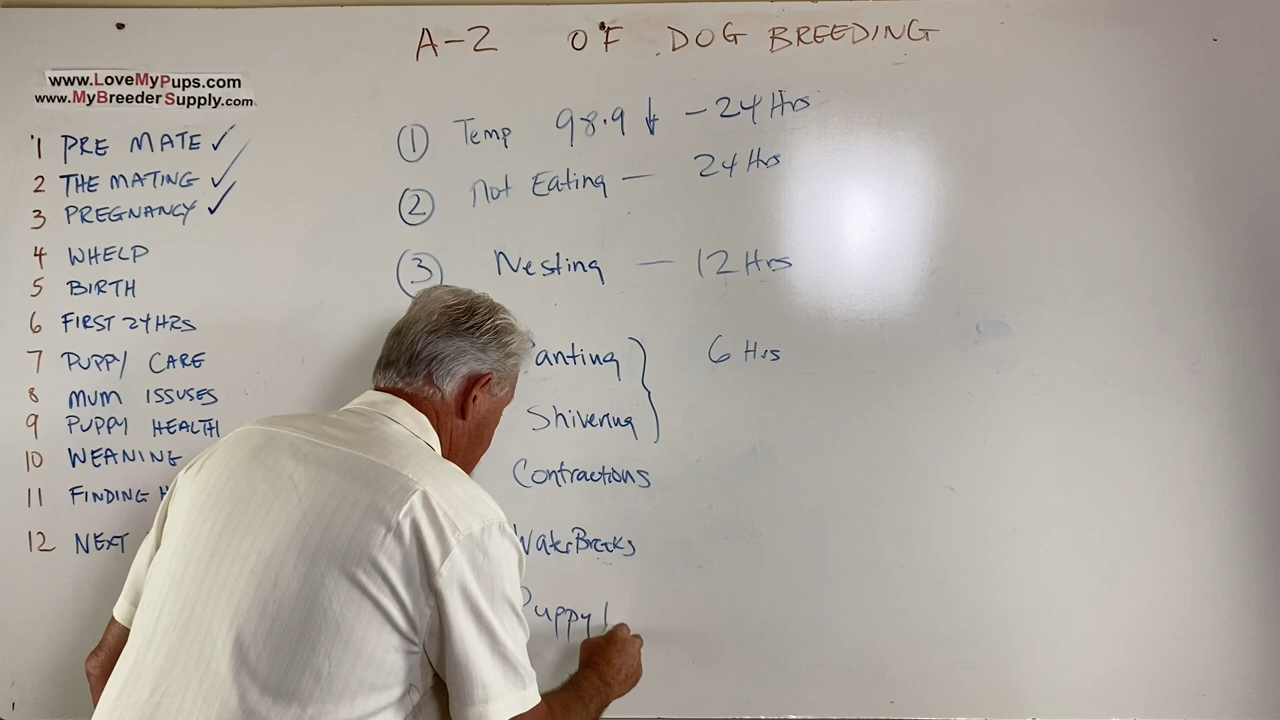 A-Z OF DOG BREEDING
www.LoveMyPups.com
www.MyBreederSupply.com
1 PRE MATE ✓
2 THE MATING ✓
3 PREGNANCY ✓
4 WHELP
5 BIRTH
6 FIRST 24HRS
7 PUPPY CARE
8 MUM ISSUSES
9 PUPPY HEALTH
10 WEANING
11 FINDING
12 NEXT
① Temp 98.9 ↓ - 24 Hrs
② Not Eating - 24 Hrs
③ Nesting - 12 Hrs
anting 6 Hrs
Shivering
Contractions
WaterBreaks
Puppy